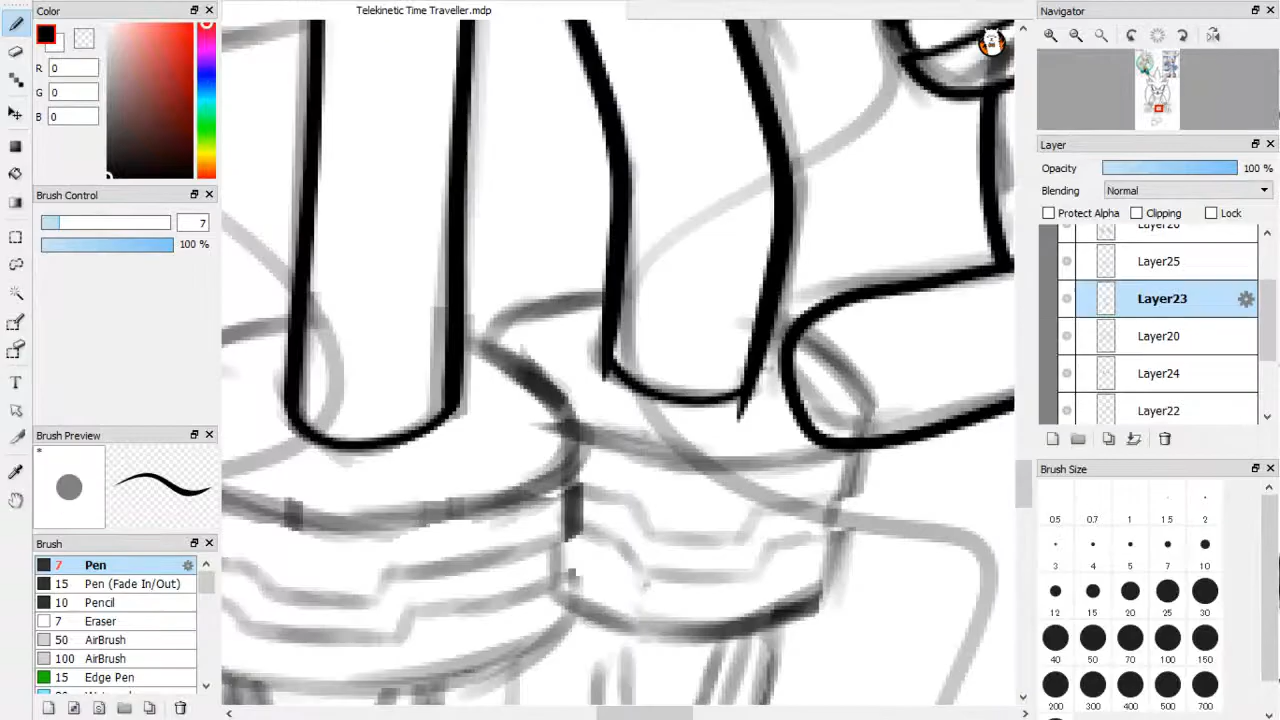 Color
Telekinetic Time Traveller.mdp
Navigator
R 0
G 0
B 0
Layer
Opacity 100 %
Brush Control
Blending Normal
7
Protect Alpha Clipping Lock
100 %
Layer25
Layer23
Layer20
Layer24
Layer22
Brush Preview
*
Brush Size
0.5 0.7 1 1.5 2
Brush
3 4 5 7 10
7 Pen
15 Pen (Fade In/Out)
10 Pencil
12 15 20 25 30
7 Eraser
50 AirBrush
100 AirBrush
40 50 70 100 150
15 Edge Pen
200 300 400 500 700
T